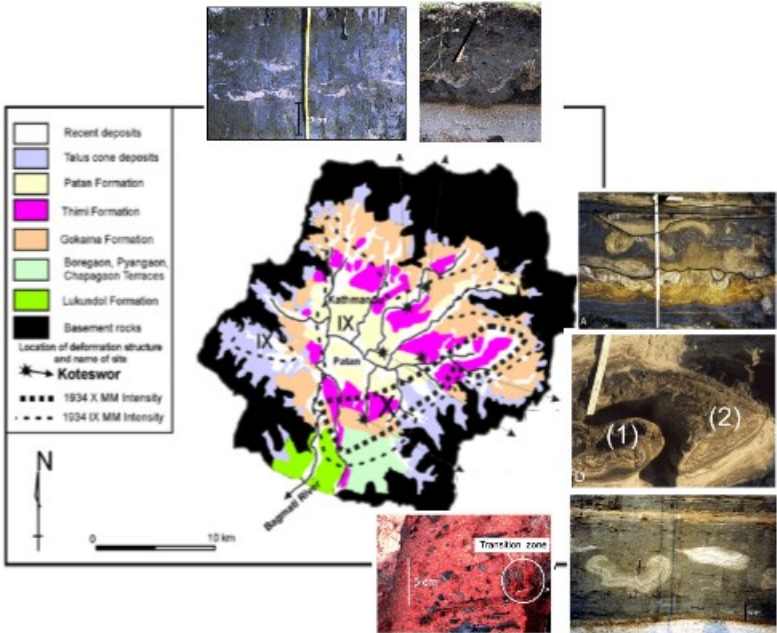 Recent deposits
Talus cone deposits
Patan Formation
Thimi Formation
Gokarna Formation
Boregaon, Pyangaon,
Chapagaon Terraces
Lukundol Formation
Basement rocks
Location of deformation structure
and name of site
Koteswor
1934 X MM Intensity
1934 IX MM Intensity
N
0 10 km
Kathmandu
IX
IX
Patan
X
Bagmati River
A
(1)
(2)
D
Transition zone
5 cm